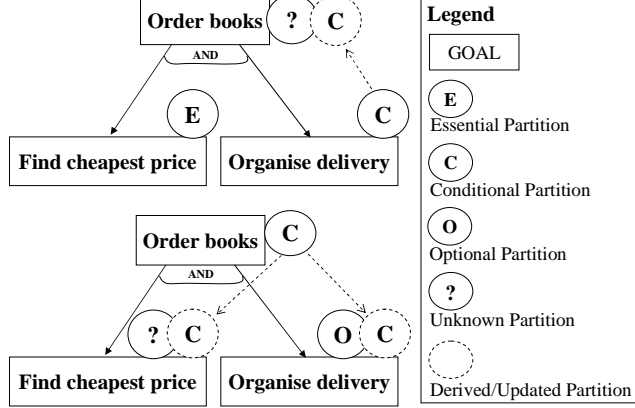 Order books ? C
AND
E
C
Find cheapest price
Organise delivery
Order books C
AND
? C
O C
Find cheapest price
Organise delivery
Legend
GOAL
E
Essential Partition
C
Conditional Partition
O
Optional Partition
?
Unknown Partition
Derived/Updated Partition